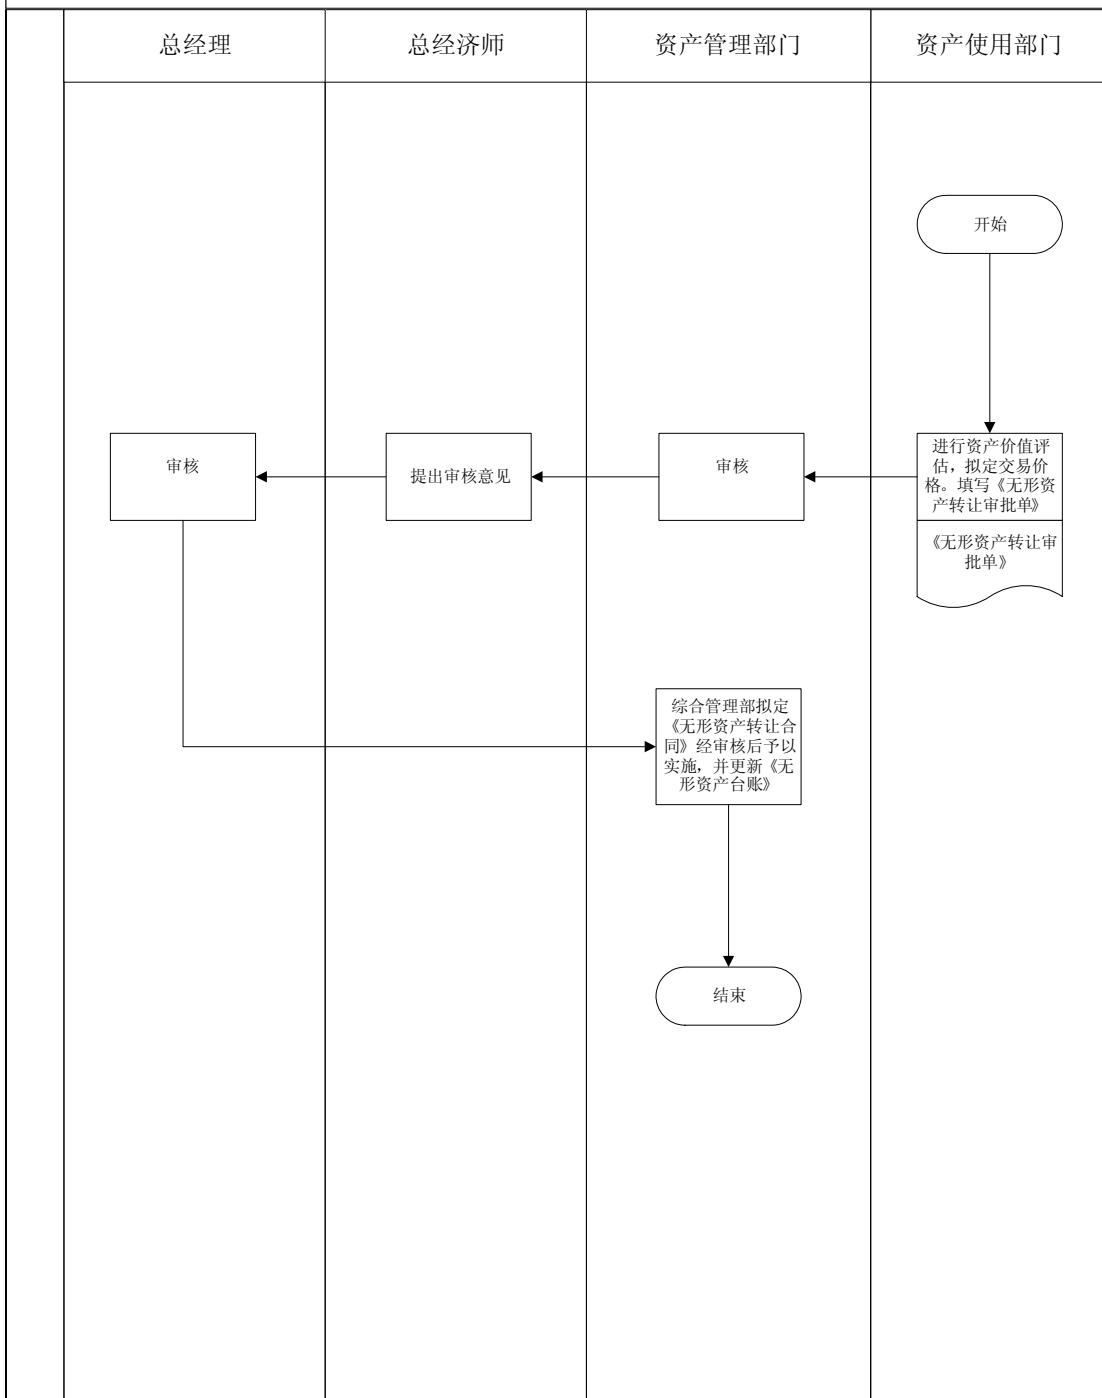 总经理
总经济师
资产管理部门
资产使用部门
开始
审核
提出审核意见
审核
进行资产价值评
估，拟定交易价
格。填写《无形资
产转让审批单》
《无形资产转让审
批单》
综合管理部拟定
《无形资产转让合
同》经审核后予以
实施，并更新《无
形资产台账》
结束